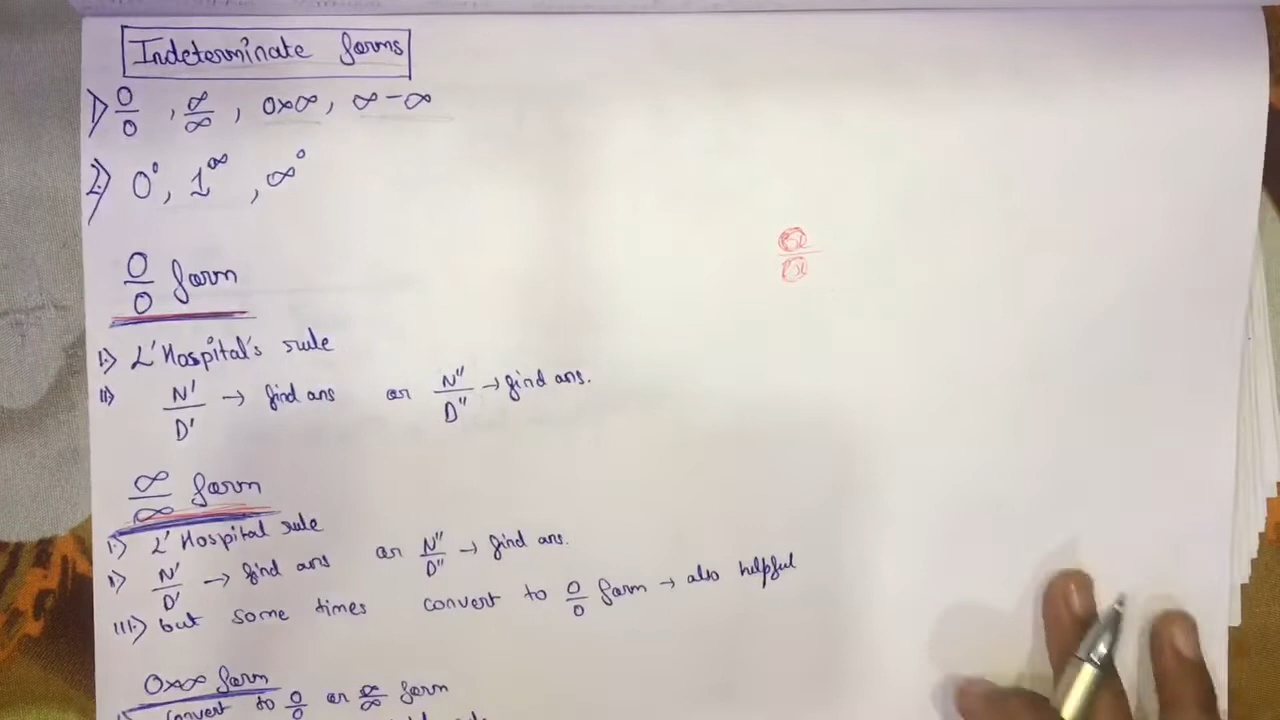 Indeterminate forms
1) 0/0 , ∞/∞ , 0×∞ , ∞-∞
2) 0⁰, 1^∞ , ∞⁰
0/0 form
I.) L'Hospital's rule
II) N'/D' → find ans or N''/D'' → find ans.
∞/∞ form
I.) L'Hospital rule
II) N'/D' → find ans or N''/D'' → find ans.
III.) but some times convert to 0/0 form → also helpful
0×∞ form
convert to 0/0 or ∞/∞ form